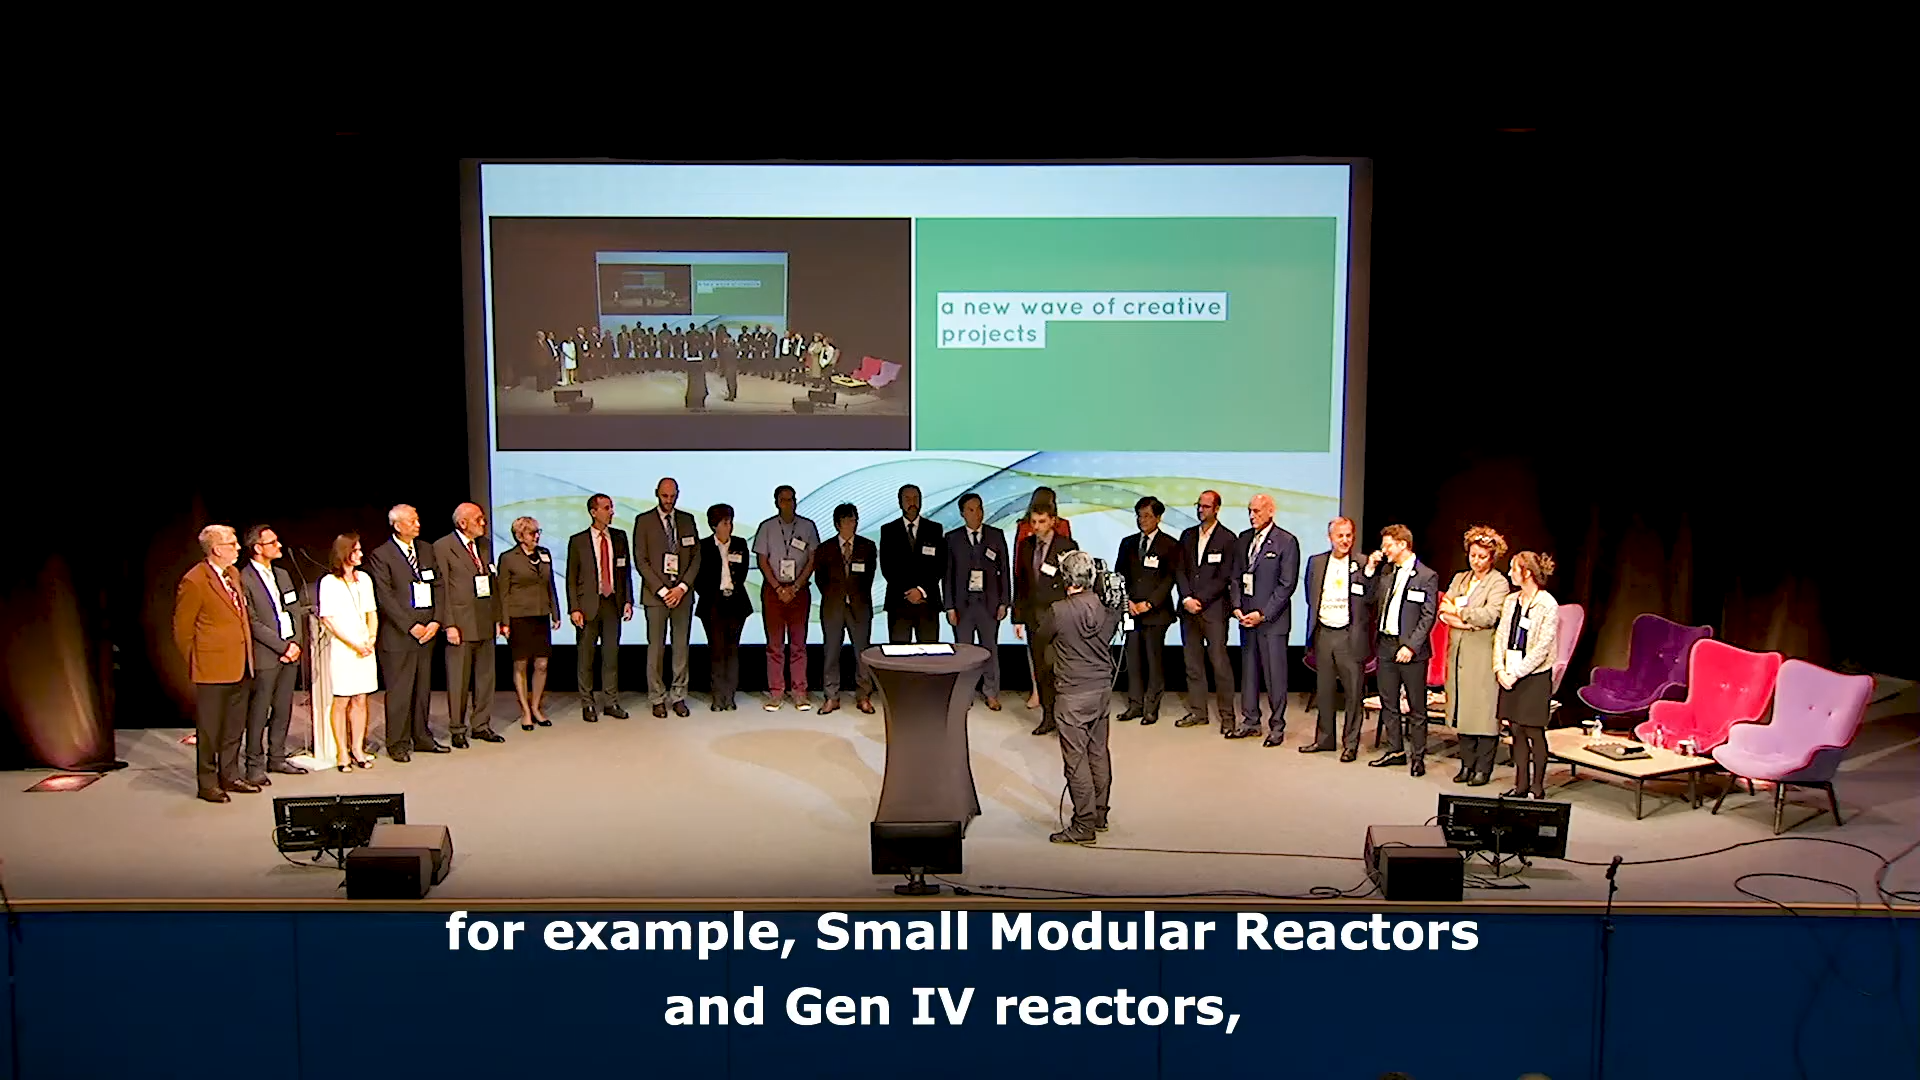 a new wave of creative
projects
for example, Small Modular Reactors
and Gen IV reactors,